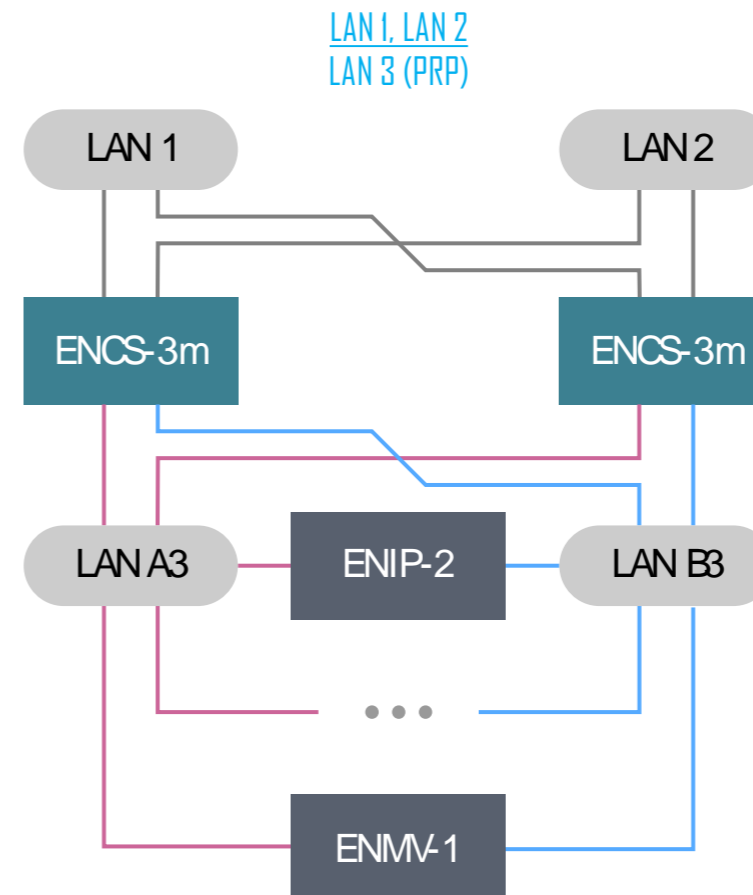 LAN 1, LAN 2
LAN 3 (PRP)
LAN 1
LAN 2
ENCS-3m
ENCS-3m
LAN A3
ENIP-2
LAN B3
ENMV-1